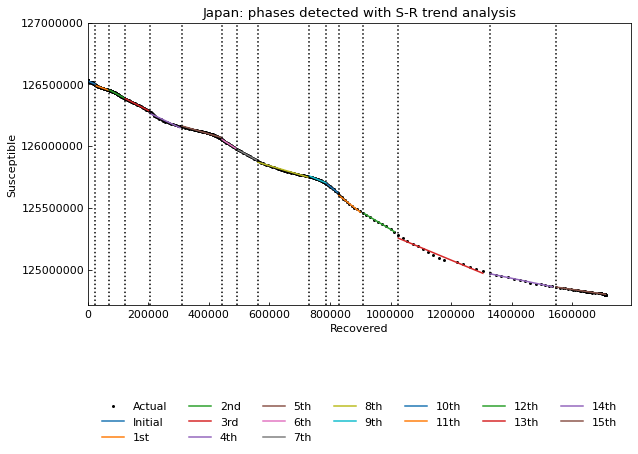 Japan: phases detected with S-R trend analysis
127000000
126500000
126000000
125500000
125000000
Susceptible
0 200000 400000 600000 800000 1000000 1200000 1400000 1600000
Recovered
Actual 2nd 5th 8th 10th 12th 14th
Initial 3rd 6th 9th 11th 13th 15th
1st 4th 7th